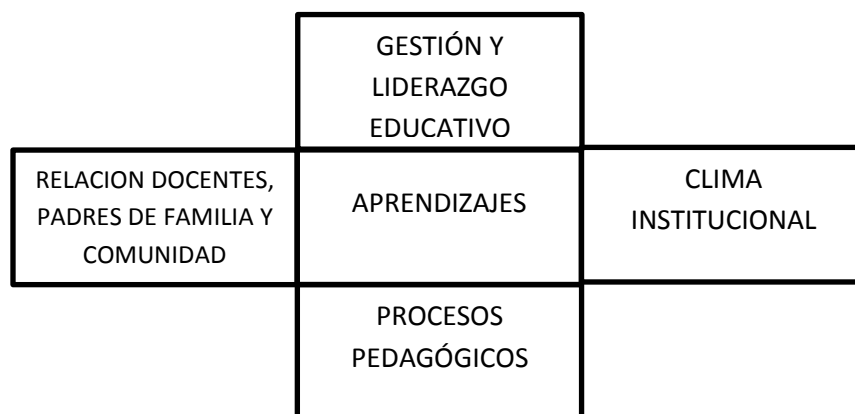 GESTIÓN Y
LIDERAZGO
EDUCATIVO
RELACION DOCENTES,
PADRES DE FAMILIA Y
COMUNIDAD
APRENDIZAJES
CLIMA
INSTITUCIONAL
PROCESOS
PEDAGÓGICOS